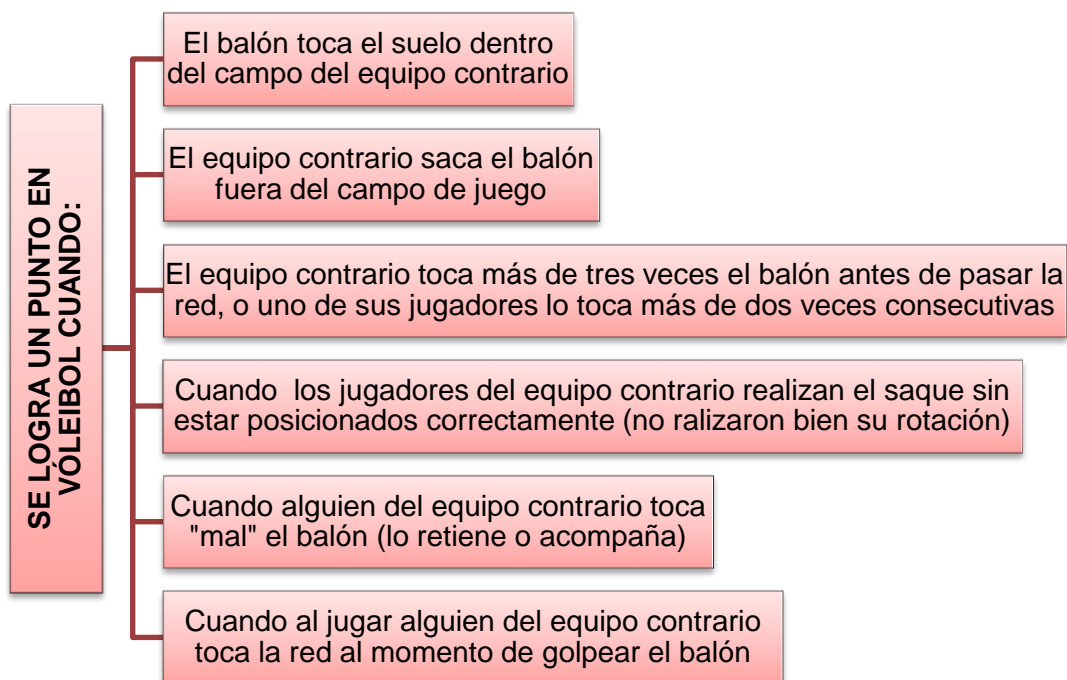 SE LOGRA UN PUNTO EN
VÓLEIBOL CUANDO:
El balón toca el suelo dentro
del campo del equipo contrario
El equipo contrario saca el balón
fuera del campo de juego
El equipo contrario toca más de tres veces el balón antes de pasar la
red, o uno de sus jugadores lo toca más de dos veces consecutivas
Cuando los jugadores del equipo contrario realizan el saque sin
estar posicionados correctamente (no ralizaron bien su rotación)
Cuando alguien del equipo contrario toca
"mal" el balón (lo retiene o acompaña)
Cuando al jugar alguien del equipo contrario
toca la red al momento de golpear el balón